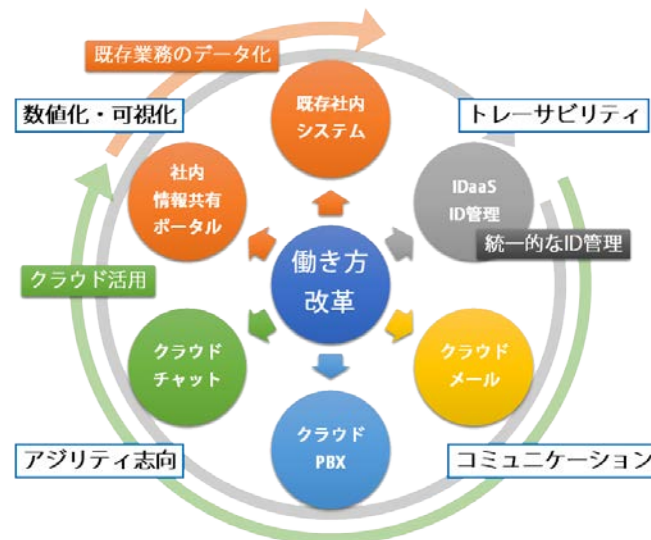 既存業務のデータ化
数値化・可視化
既存社内
システム
トレーサビリティ
社内
情報共有
ポータル
IDaaS
ID管理
統一的なID管理
働き方
改革
クラウド活用
クラウド
チャット
クラウド
メール
クラウド
PBX
アジリティ志向
コミュニケーション